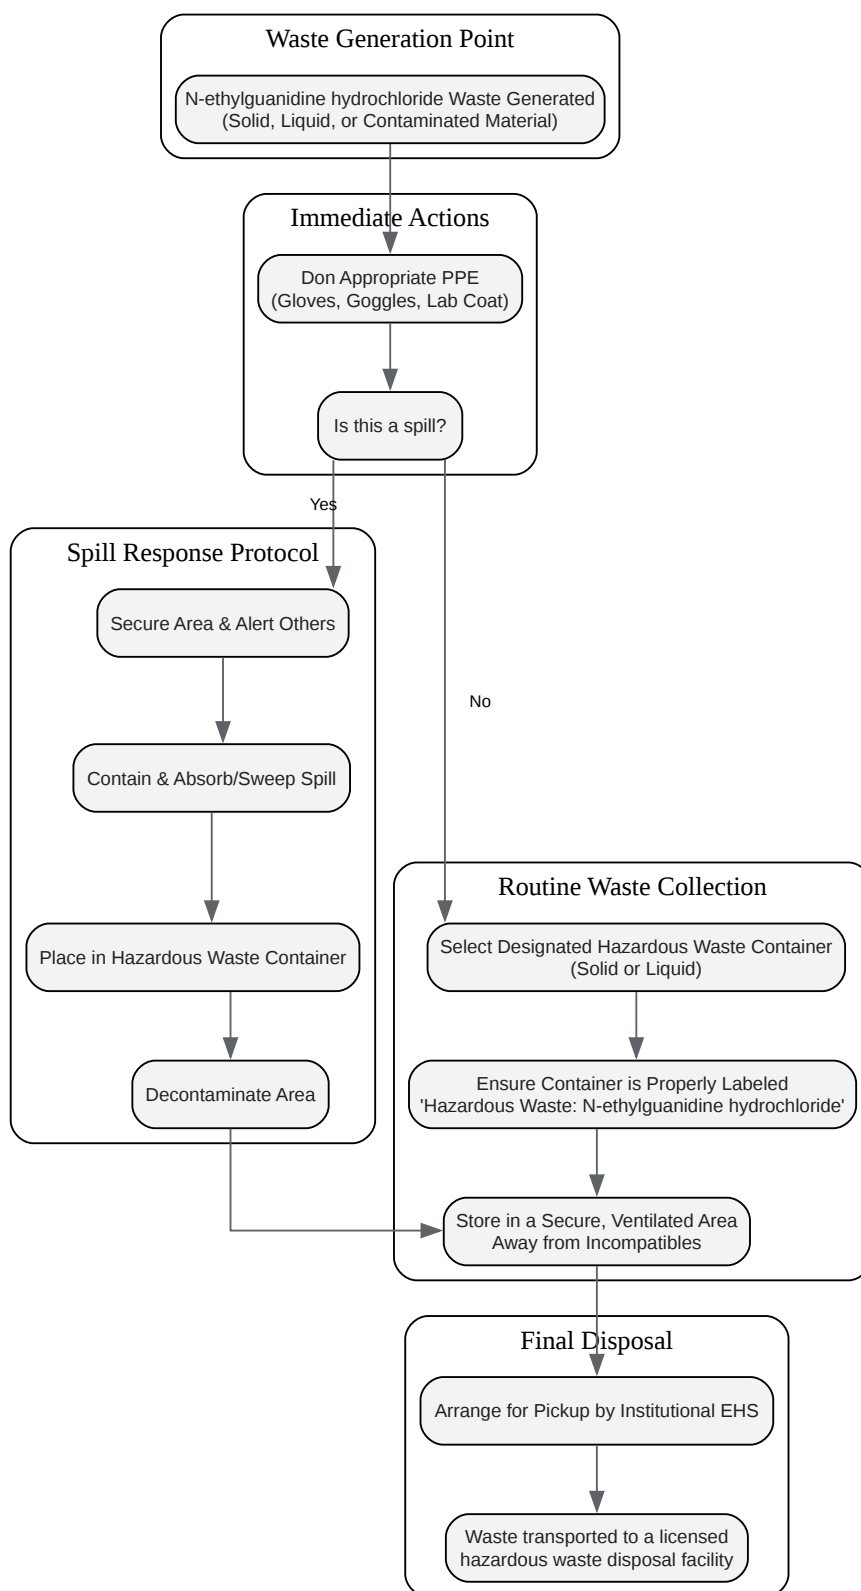 Waste Generation Point
N-ethylguanidine hydrochloride Waste Generated
(Solid, Liquid, or Contaminated Material)
Immediate Actions
Don Appropriate PPE
(Gloves, Goggles, Lab Coat)
Is this a spill?
Yes
Spill Response Protocol
Secure Area & Alert Others
No
Contain & Absorb/Sweep Spill
Place in Hazardous Waste Container
Decontaminate Area
Routine Waste Collection
Select Designated Hazardous Waste Container
(Solid or Liquid)
Ensure Container is Properly Labeled
'Hazardous Waste: N-ethylguanidine hydrochloride'
Store in a Secure, Ventilated Area
Away from Incompatibles
Final Disposal
Arrange for Pickup by Institutional EHS
Waste transported to a licensed
hazardous waste disposal facility